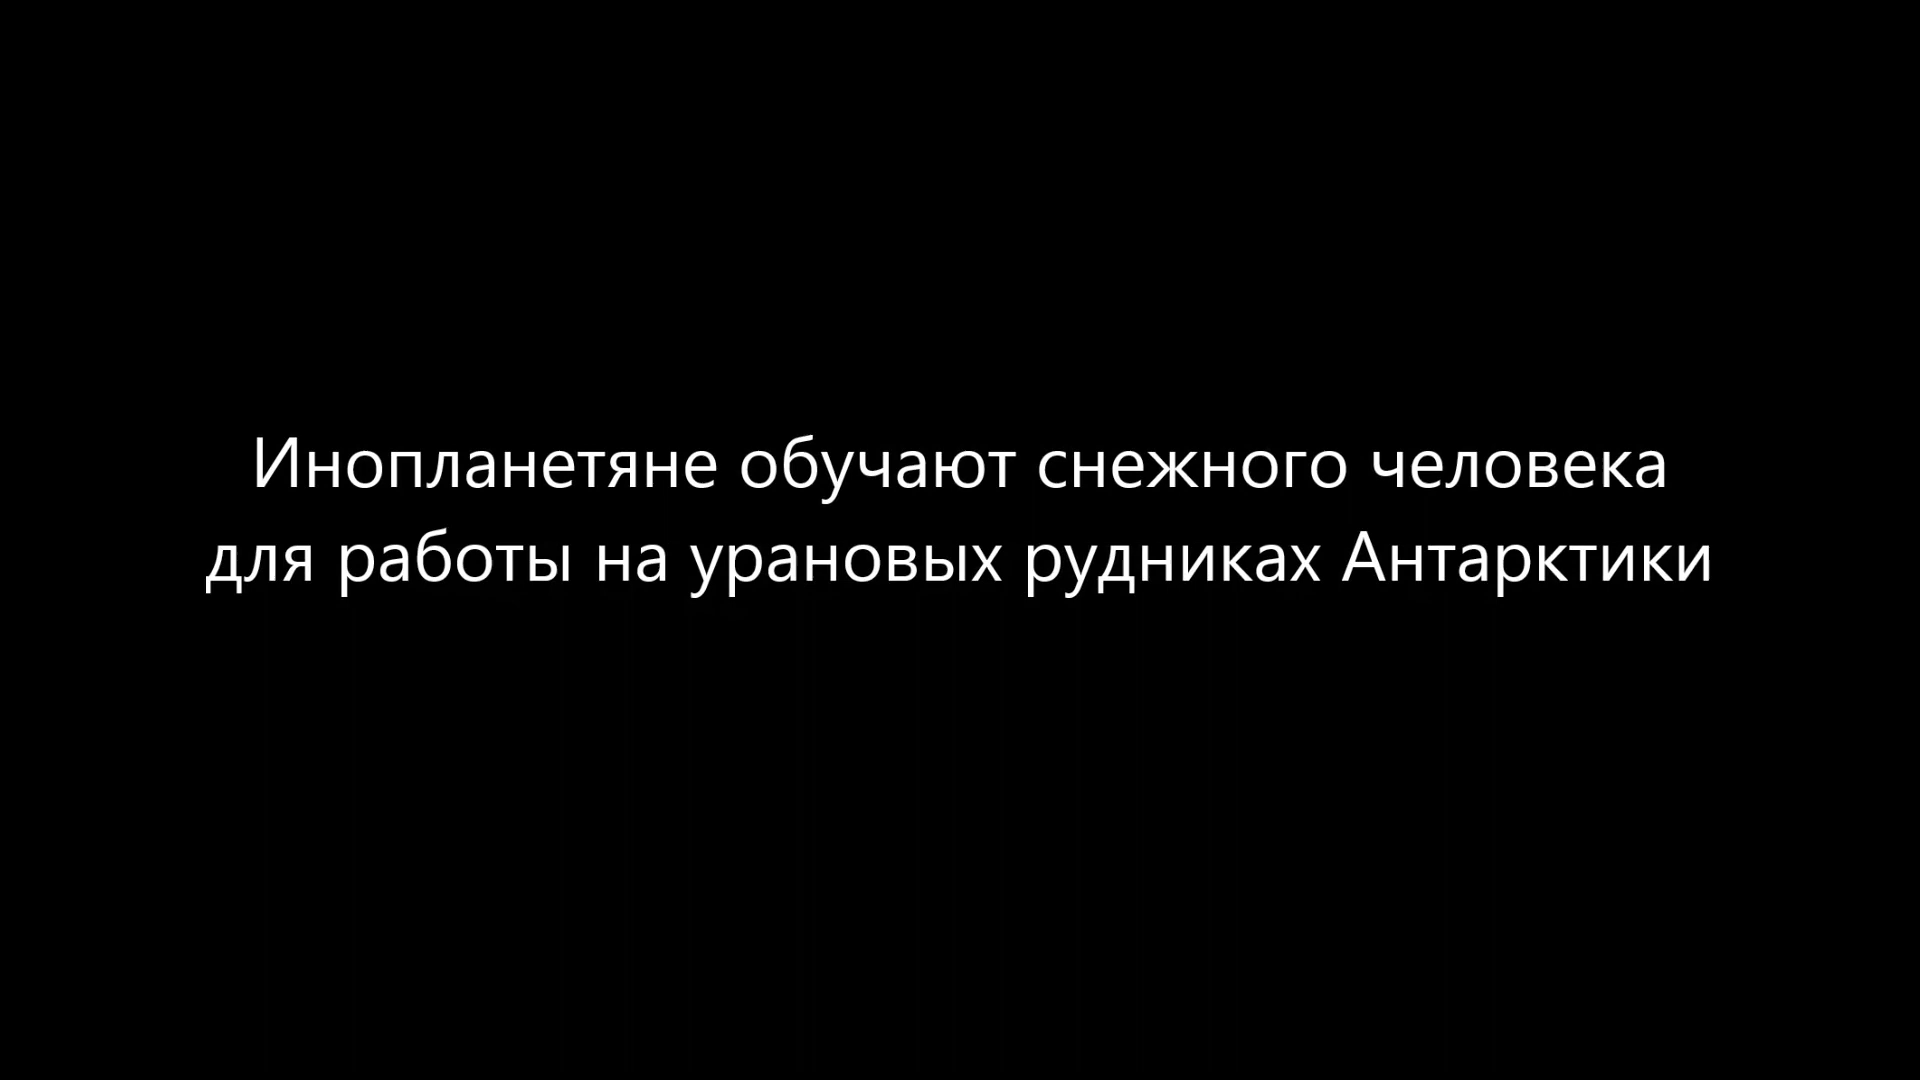 Инопланетяне обучают снежного человека
для работы на урановых рудниках Антарктики